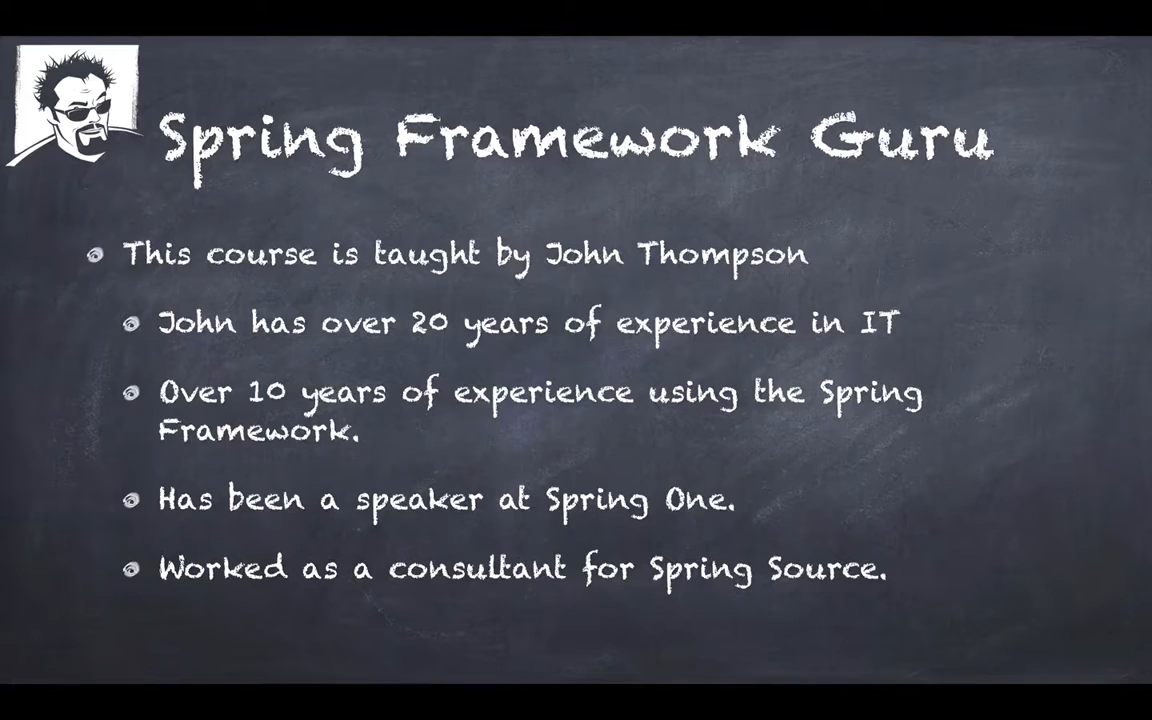 Spring Framework Guru
This course is taught by John Thompson
John has over 20 years of experience in IT
Over 10 years of experience using the Spring
Framework.
Has been a speaker at Spring One.
Worked as a consultant for Spring Source.